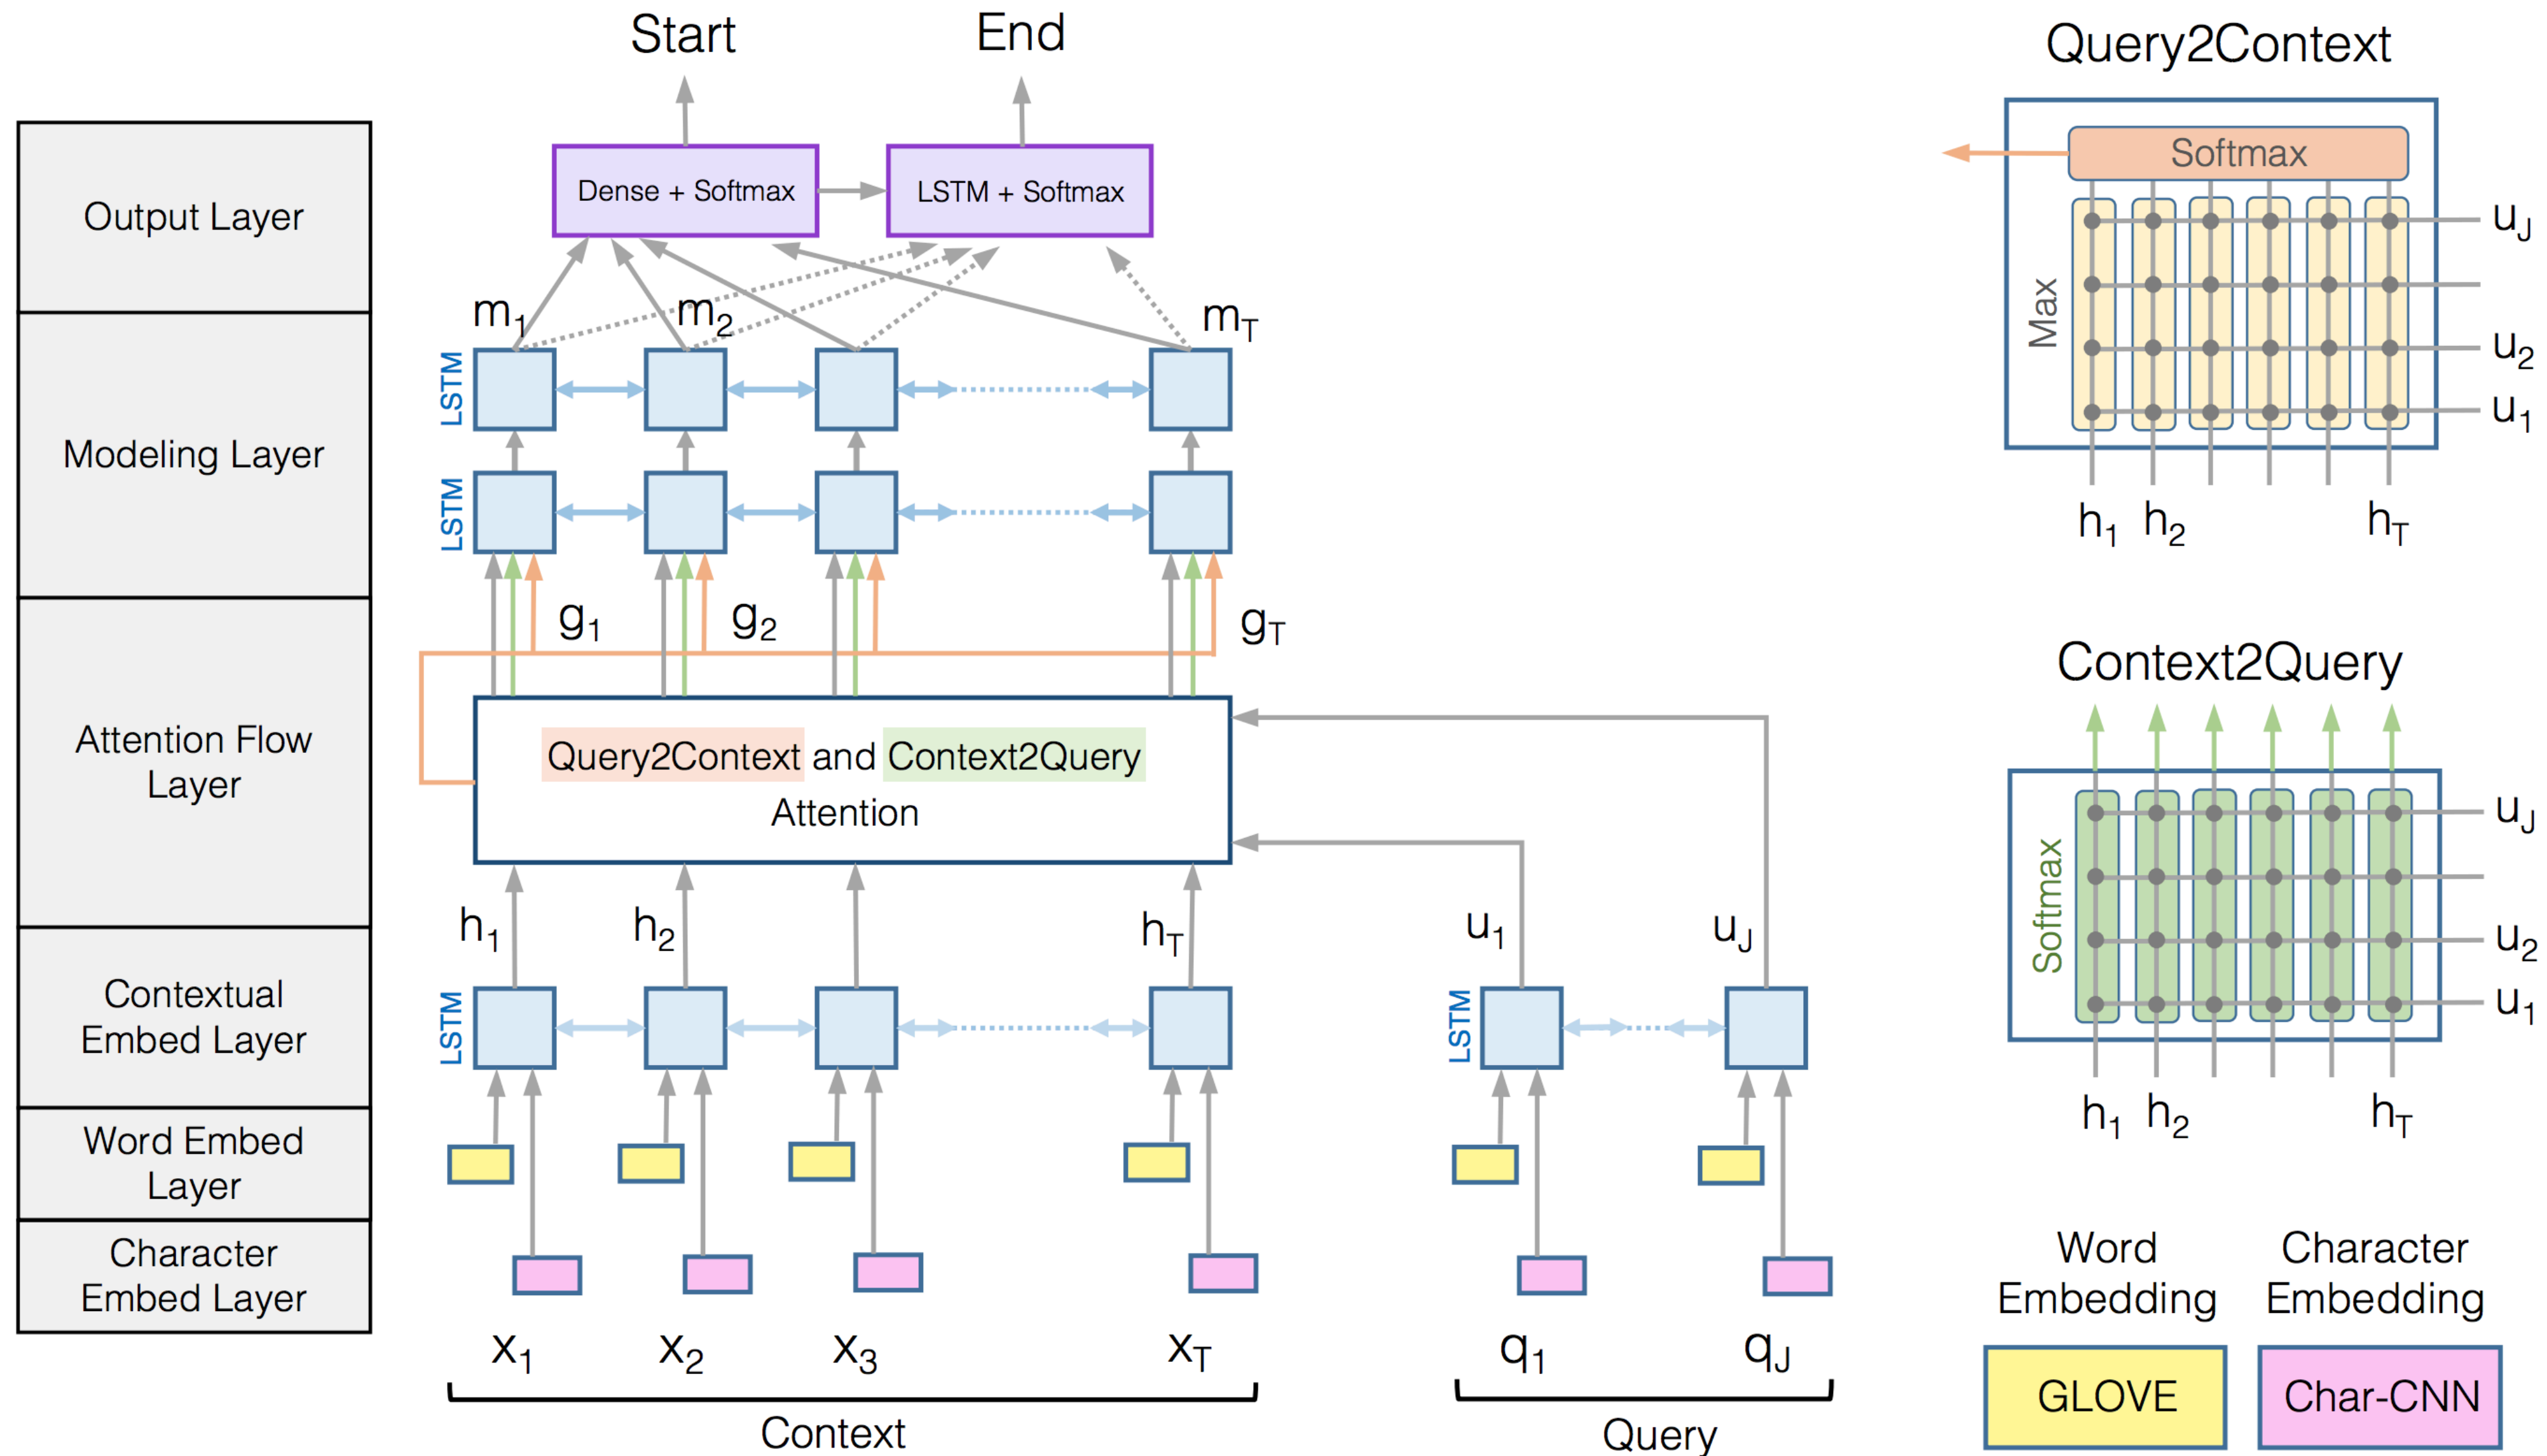 Start
End
Output Layer
Dense + Softmax
LSTM + Softmax
m1
m2
mT
Modeling Layer
LSTM
LSTM
g1
g2
gT
Attention Flow
Layer
Query2Context and Context2Query
Attention
h1
h2
hT
u1
uJ
Contextual
Embed Layer
LSTM
LSTM
Word Embed
Layer
Character
Embed Layer
x1
x2
x3
xT
q1
qJ
Context
Query
Query2Context
Softmax
Max
uJ
u2
u1
h1
h2
hT
Context2Query
Softmax
uJ
u2
u1
h1
h2
hT
Word
Embedding
GLOVE
Character
Embedding
Char-CNN